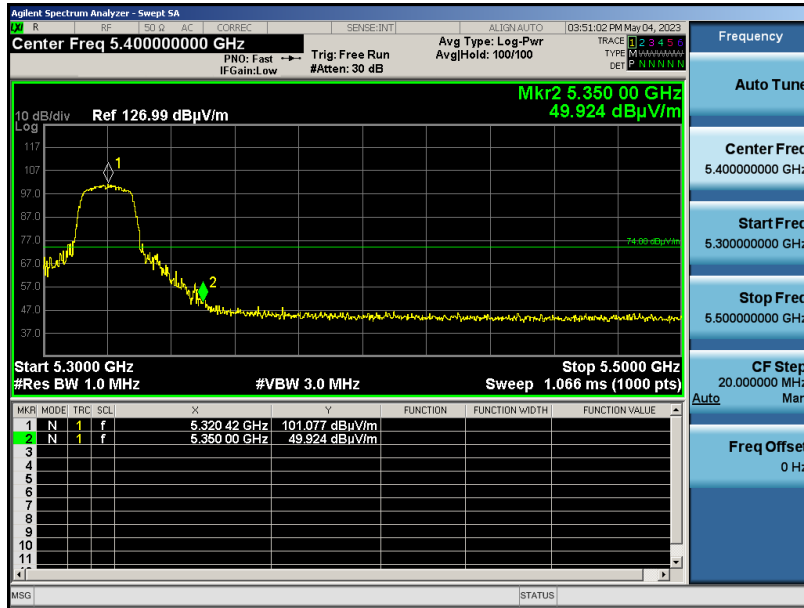 Agilent Spectrum Analyzer - Swept SA
LXI R RF 50 Ω AC CORREC SENSE:INT ALIGN AUTO 03:51:02 PM May 04, 2023
Center Freq 5.400000000 GHz
PNO: Fast
IFGain:Low
Trig: Free Run
#Atten: 30 dB
Avg Type: Log-Pwr
Avg|Hold: 100/100
TRACE 1 2 3 4 5 6
TYPE M
DET P N N N N N
Mkr2 5.350 00 GHz
49.924 dBµV/m
10 dB/div Ref 126.99 dBµV/m
Log
117
107
97.0
87.0
77.0
67.0
57.0
47.0
37.0
1
2
74.00 dBµV/m
Start 5.3000 GHz Stop 5.5000 GHz
#Res BW 1.0 MHz #VBW 3.0 MHz Sweep 1.066 ms (1000 pts)
MKR MODE TRC SCL X Y FUNCTION FUNCTION WIDTH FUNCTION VALUE
1 N 1 f 5.320 42 GHz 101.077 dBµV/m
2 N 1 f 5.350 00 GHz 49.924 dBµV/m
3
4
5
6
7
8
9
10
11
MSG STATUS
Frequency
Auto Tune
Center Freq
5.400000000 GHz
Start Freq
5.300000000 GHz
Stop Freq
5.500000000 GHz
CF Step
20.000000 MHz
Auto Man
Freq Offset
0 Hz